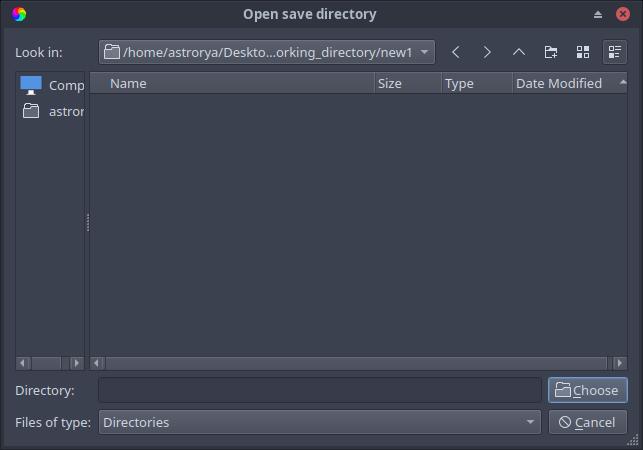 Open save directory
Look in: /home/astrorya/Deskto...orking_directory/new1
Comp
astror
Name Size Type Date Modified
Directory: Choose
Files of type: Directories Cancel